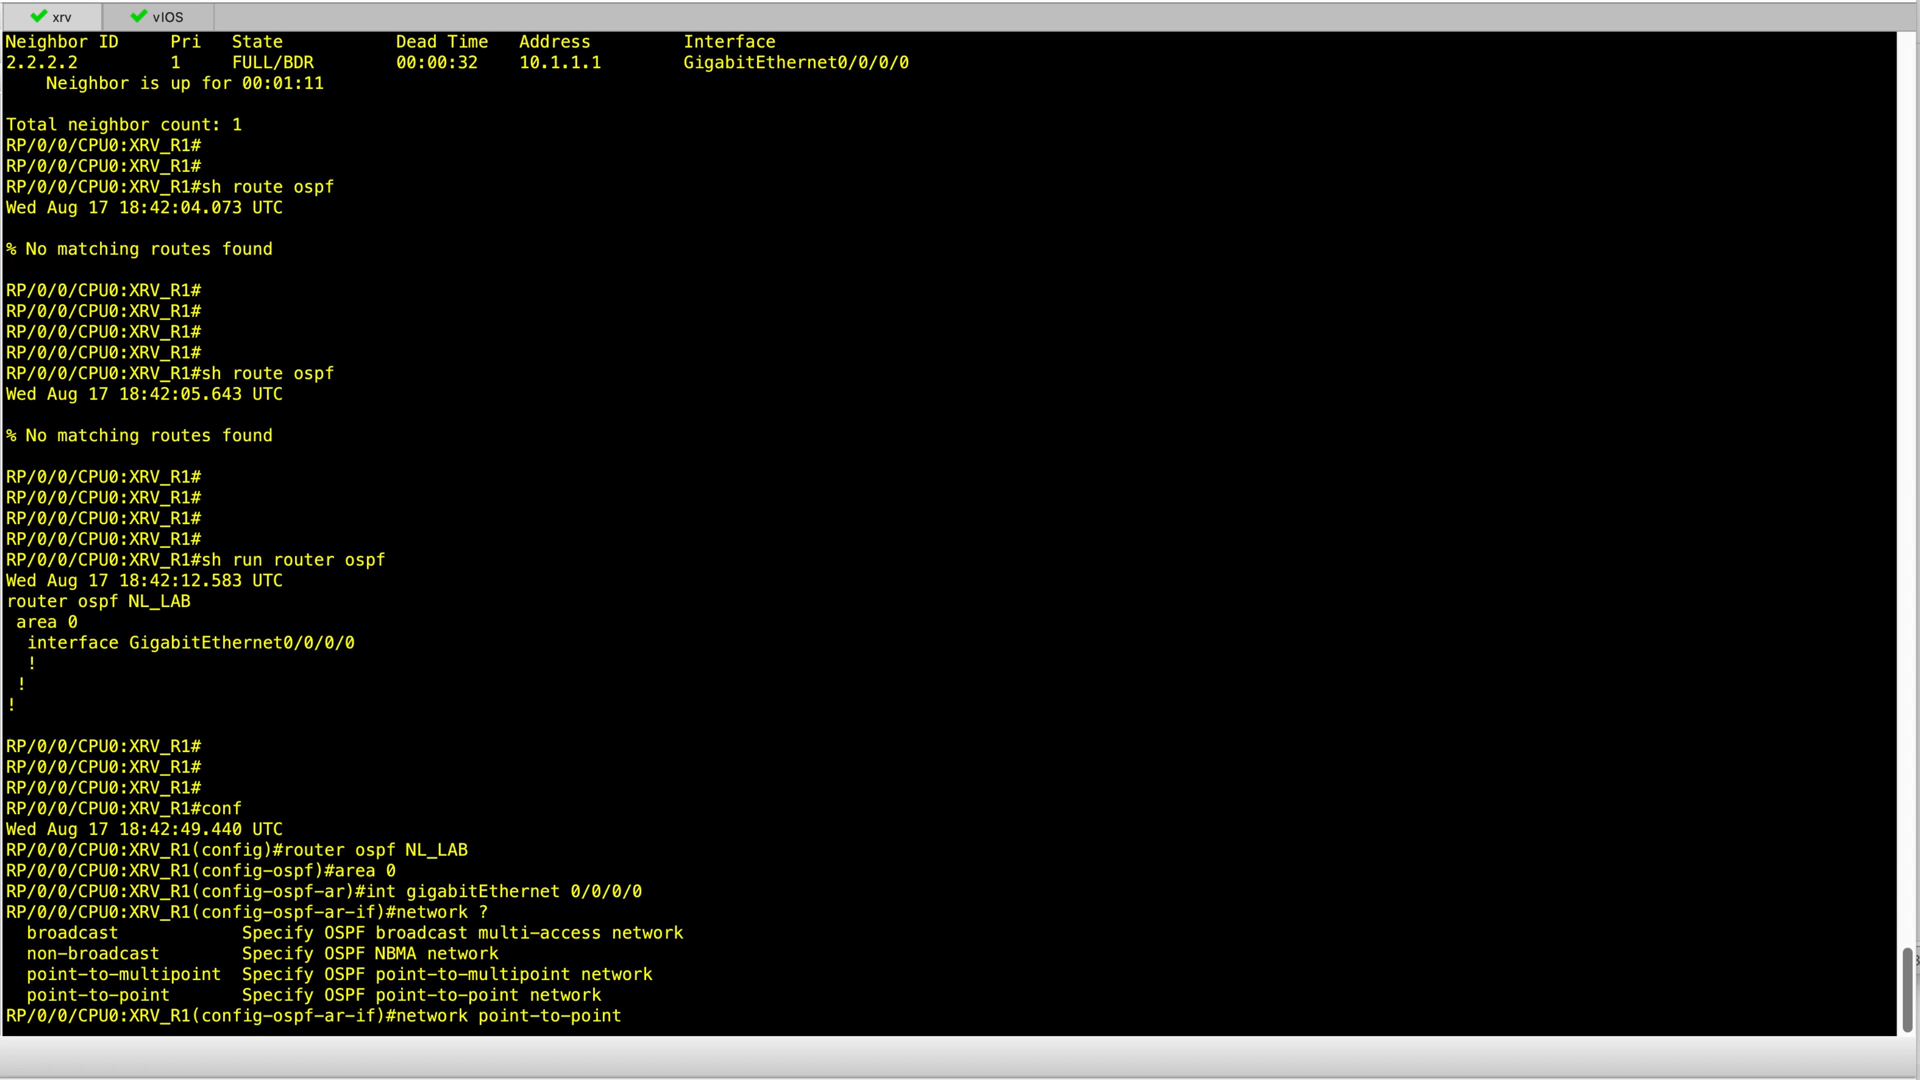 xrv vIOS
Neighbor ID     Pri   State           Dead Time   Address         Interface
2.2.2.2         1     FULL/BDR        00:00:32    10.1.1.1        GigabitEthernet0/0/0/0
    Neighbor is up for 00:01:11
Total neighbor count: 1
RP/0/0/CPU0:XRV_R1#
RP/0/0/CPU0:XRV_R1#
RP/0/0/CPU0:XRV_R1#sh route ospf
Wed Aug 17 18:42:04.073 UTC
% No matching routes found
RP/0/0/CPU0:XRV_R1#
RP/0/0/CPU0:XRV_R1#
RP/0/0/CPU0:XRV_R1#
RP/0/0/CPU0:XRV_R1#
RP/0/0/CPU0:XRV_R1#sh route ospf
Wed Aug 17 18:42:05.643 UTC
% No matching routes found
RP/0/0/CPU0:XRV_R1#
RP/0/0/CPU0:XRV_R1#
RP/0/0/CPU0:XRV_R1#
RP/0/0/CPU0:XRV_R1#
RP/0/0/CPU0:XRV_R1#sh run router ospf
Wed Aug 17 18:42:12.583 UTC
router ospf NL_LAB
 area 0
  interface GigabitEthernet0/0/0/0
  !
 !
!
RP/0/0/CPU0:XRV_R1#
RP/0/0/CPU0:XRV_R1#
RP/0/0/CPU0:XRV_R1#
RP/0/0/CPU0:XRV_R1#conf
Wed Aug 17 18:42:49.440 UTC
RP/0/0/CPU0:XRV_R1(config)#router ospf NL_LAB
RP/0/0/CPU0:XRV_R1(config-ospf)#area 0
RP/0/0/CPU0:XRV_R1(config-ospf-ar)#int gigabitEthernet 0/0/0/0
RP/0/0/CPU0:XRV_R1(config-ospf-ar-if)#network ?
  broadcast            Specify OSPF broadcast multi-access network
  non-broadcast        Specify OSPF NBMA network
  point-to-multipoint  Specify OSPF point-to-multipoint network
  point-to-point       Specify OSPF point-to-point network
RP/0/0/CPU0:XRV_R1(config-ospf-ar-if)#network point-to-point